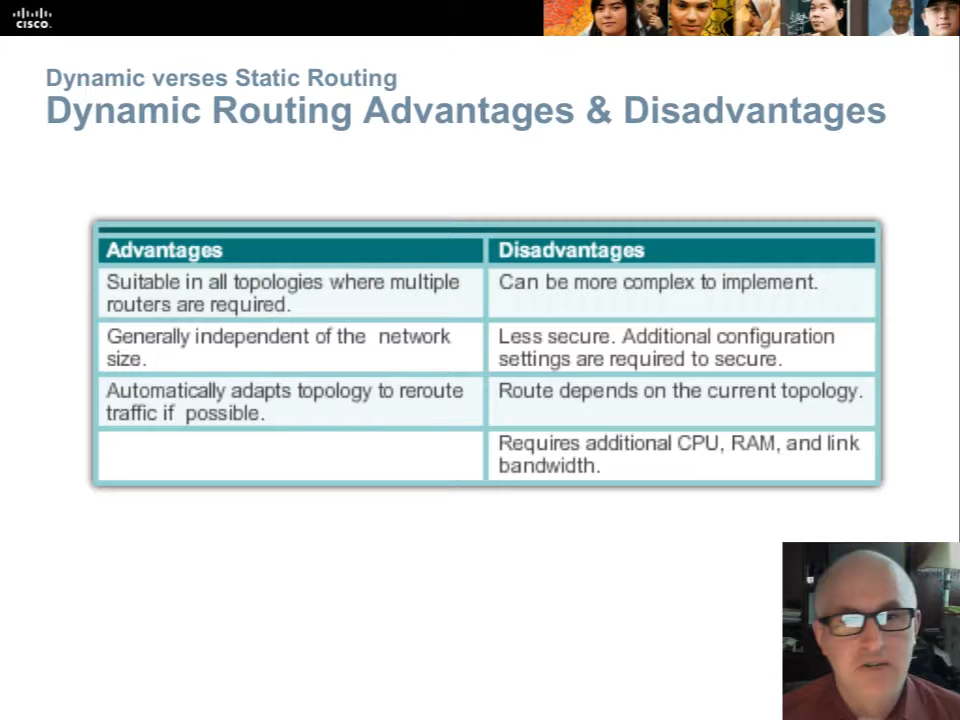 CISCO
Dynamic verses Static Routing
Dynamic Routing Advantages & Disadvantages
Advantages
Disadvantages
Suitable in all topologies where multiple
routers are required.
Can be more complex to implement.
Generally independent of the network
size.
Less secure. Additional configuration
settings are required to secure.
Automatically adapts topology to reroute
traffic if possible.
Route depends on the current topology.
Requires additional CPU, RAM, and link
bandwidth.